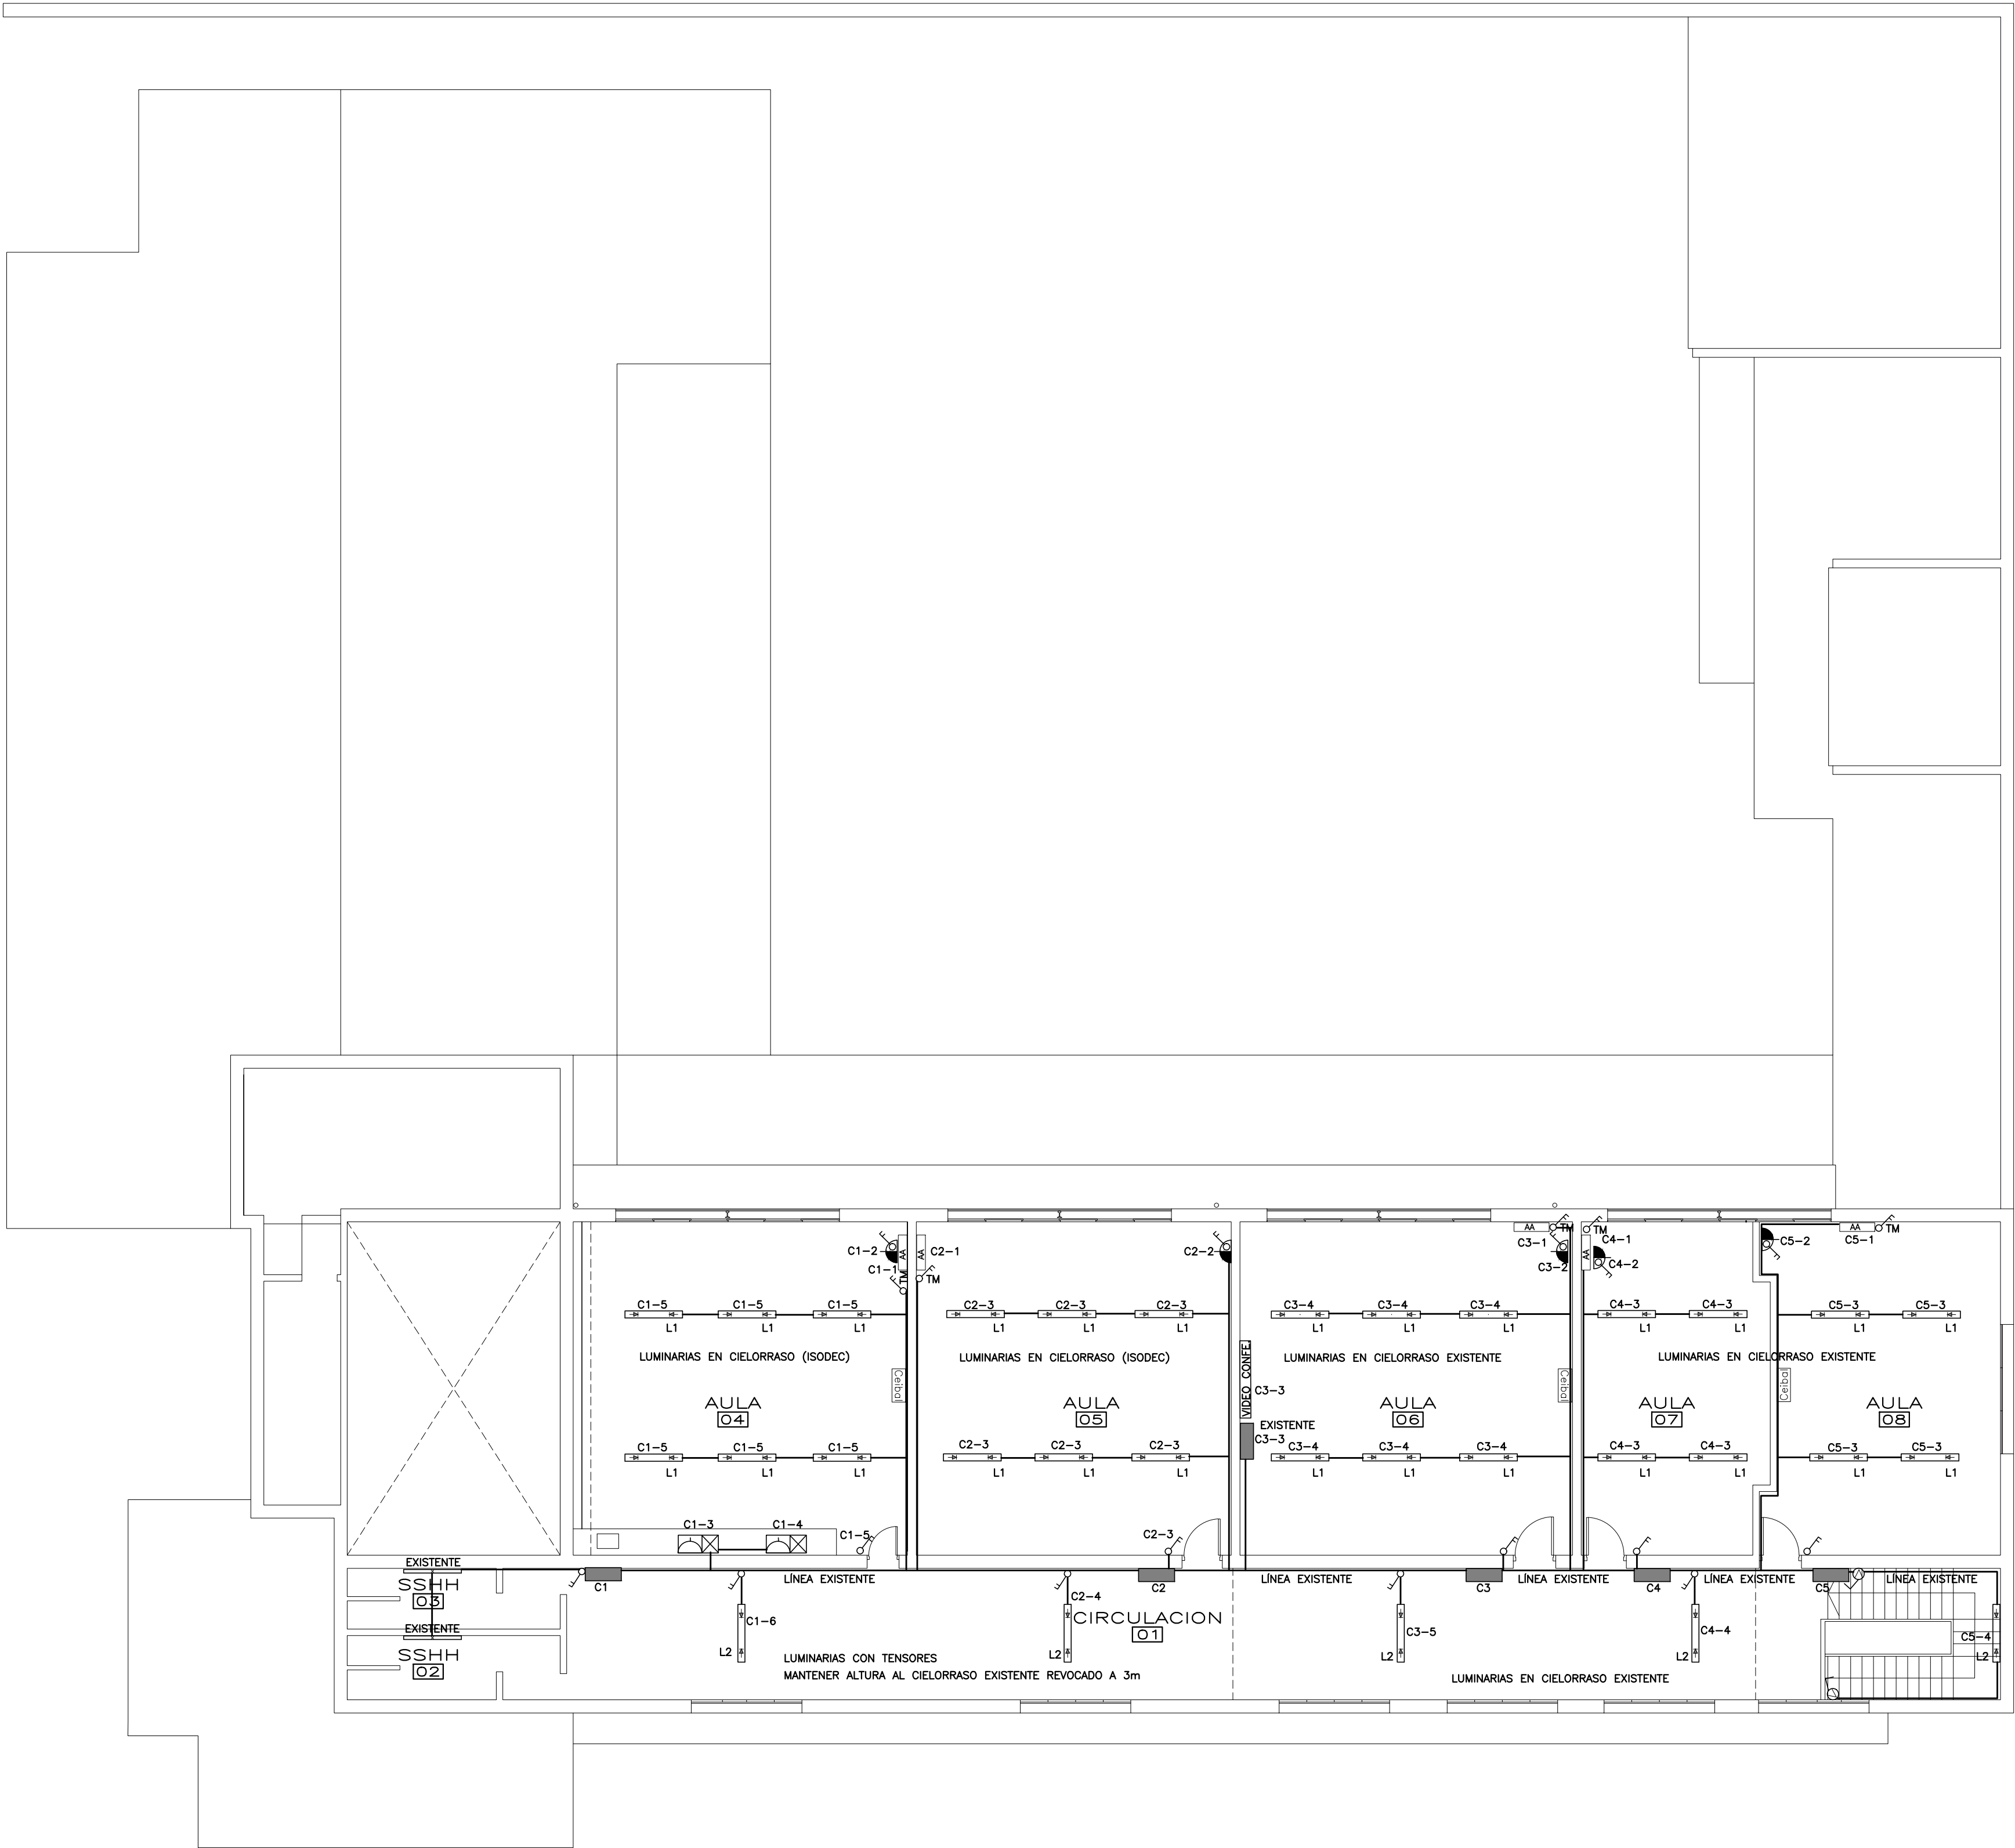 C1-2
AA
C1-1
TM
AA
C2-1
TM
C2-2
AA
C3-1
TM
C3-2
TM
C4-1
AA
C4-2
C5-2
AA
C5-1
TM
C1-5
C1-5
C1-5
L1
L1
L1
C2-3
C2-3
C2-3
L1
L1
L1
C3-4
C3-4
C3-4
L1
L1
L1
C4-3
C4-3
L1
L1
C5-3
C5-3
L1
L1
LUMINARIAS EN CIELORRASO (ISODEC)
LUMINARIAS EN CIELORRASO (ISODEC)
LUMINARIAS EN CIELORRASO EXISTENTE
LUMINARIAS EN CIELORRASO EXISTENTE
Ceibal
VIDEO CONFE.
C3-3
Ceibal
Ceibal
AULA
04
AULA
05
AULA
06
AULA
07
AULA
08
EXISTENTE
C3-3
C1-5
C1-5
C1-5
L1
L1
L1
C2-3
C2-3
C2-3
L1
L1
L1
C3-4
C3-4
C3-4
L1
L1
L1
C4-3
C4-3
L1
L1
C5-3
C5-3
L1
L1
C1-3
C1-4
C1-5
C2-3
EXISTENTE
SSHH
03
C1
LÍNEA EXISTENTE
C2
LÍNEA EXISTENTE
C3
LÍNEA EXISTENTE
C4
LÍNEA EXISTENTE
C5
LÍNEA EXISTENTE
C1-6
L2
C2-4
L2
CIRCULACION
01
C3-5
L2
C4-4
L2
C5-4
L2
EXISTENTE
SSHH
02
LUMINARIAS CON TENSORES
MANTENER ALTURA AL CIELORRASO EXISTENTE REVOCADO A 3m
LUMINARIAS EN CIELORRASO EXISTENTE